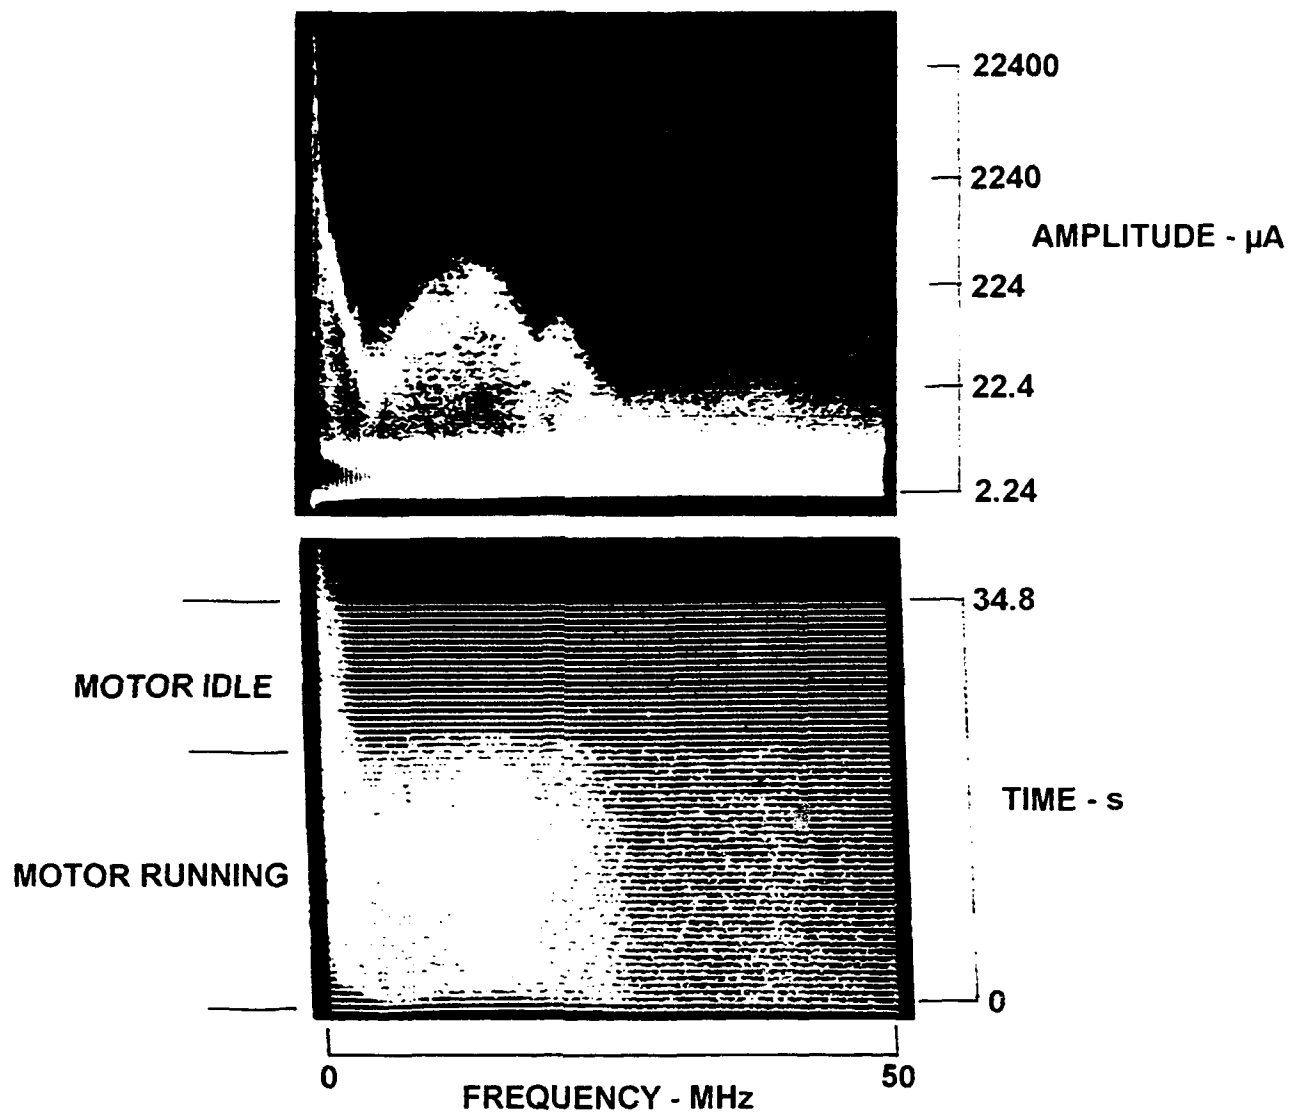 22400
2240
AMPLITUDE - µA
224
22.4
2.24
34.8
MOTOR IDLE
TIME - s
MOTOR RUNNING
0
0
50
FREQUENCY - MHz